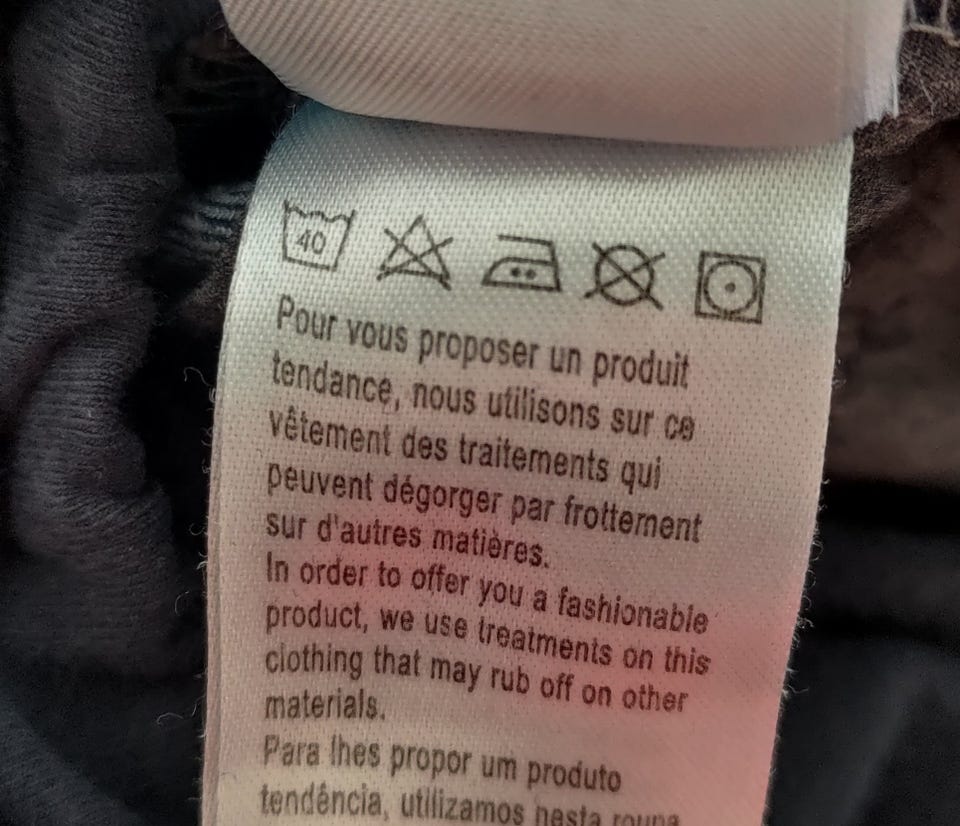 40
Pour vous proposer un produit
tendance, nous utilisons sur ce
vêtement des traitements qui
peuvent dégorger par frottement
sur d'autres matières.
In order to offer you a fashionable
product, we use treatments on this
clothing that may rub off on other
materials.
Para lhes propor um produto
tendência, utilizamos nesta roupa